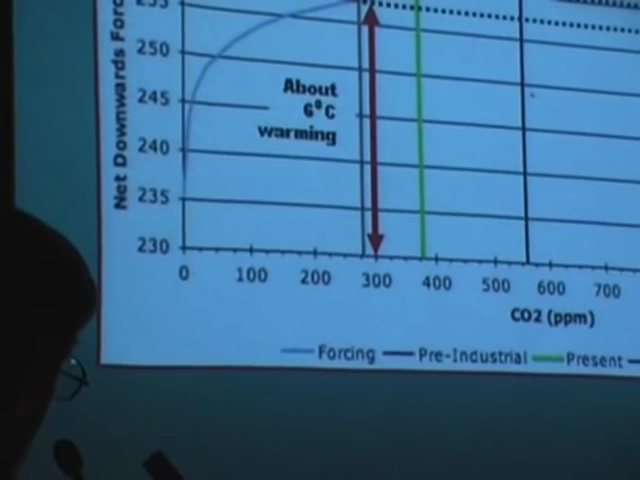 Net Downwards Forc
255
250
245
240
235
230
About
6°C
warming
0 100 200 300 400 500 600 700
CO2 (ppm)
Forcing Pre-Industrial Present